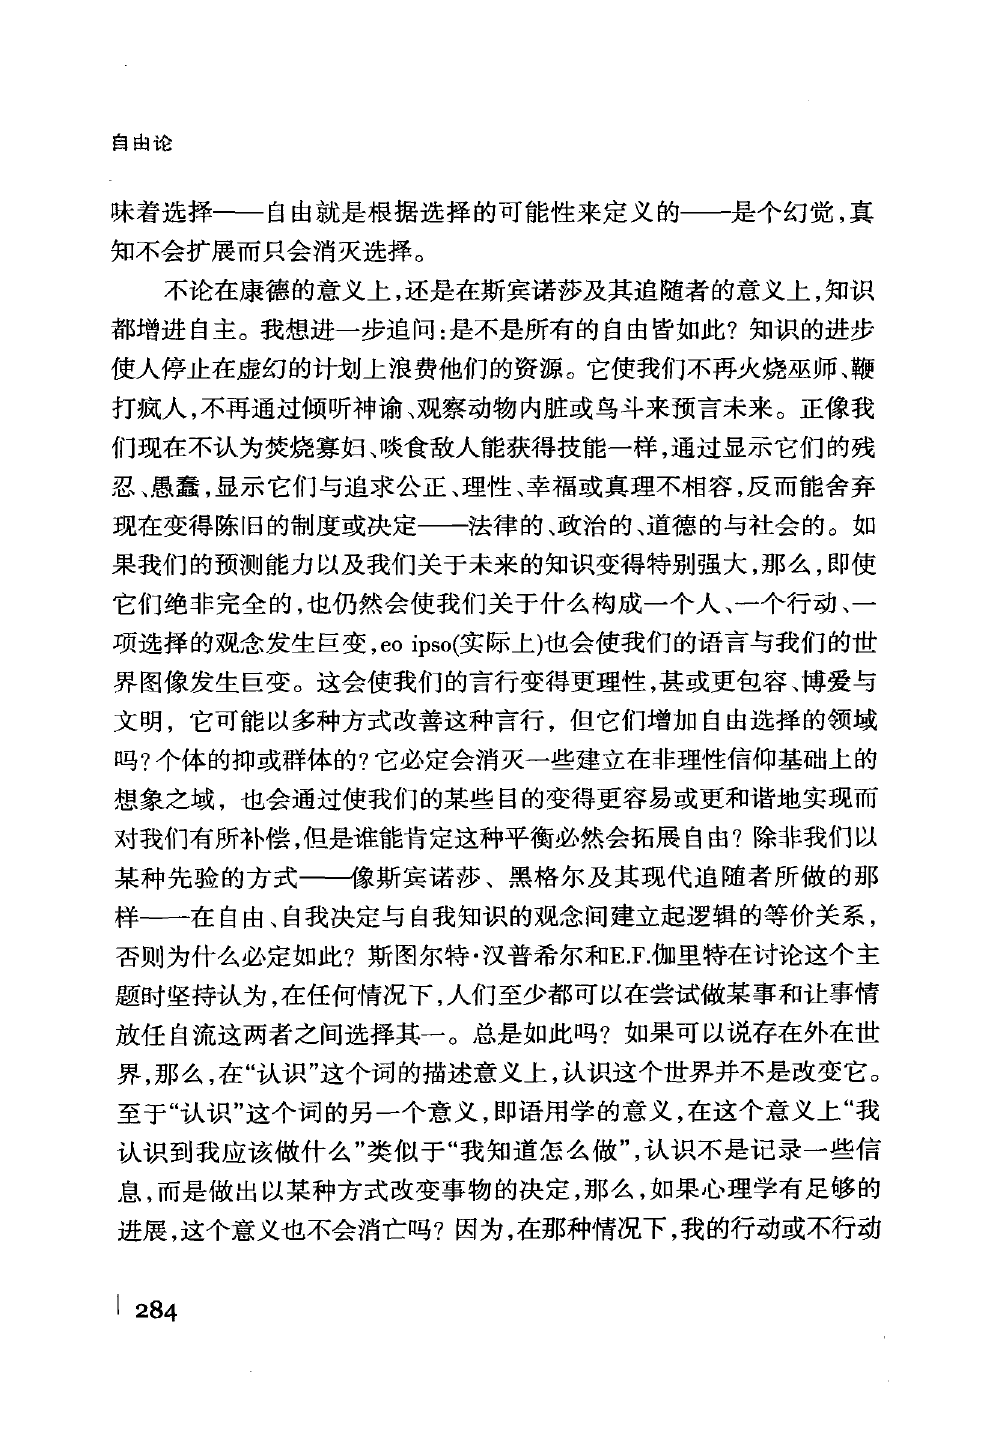 自由论
味着选择——自由就是根据选择的可能性来定义的——是个幻觉,真
知不会扩展而只会消灭选择。
不论在康德的意义上,还是在斯宾诺莎及其追随者的意义上,知识
都增进自主。我想进一步追问:是不是所有的自由皆如此?知识的进步
使人停止在虚幻的计划上浪费他们的资源。它使我们不再火烧巫师、鞭
打疯人,不再通过倾听神谕、观察动物内脏或鸟斗来预言未来。正像我
们现在不认为焚烧寡妇、啖食敌人能获得技能一样,通过显示它们的残
忍、愚蠢,显示它们与追求公正、理性、幸福或真理不相容,反而能舍弃
现在变得陈旧的制度或决定——法律的、政治的、道德的与社会的。如
果我们的预测能力以及我们关于未来的知识变得特别强大,那么,即使
它们绝非完全的,也仍然会使我们关于什么构成一个人、一个行动、一
项选择的观念发生巨变,eo ipso(实际上)也会使我们的语言与我们的世
界图像发生巨变。这会使我们的言行变得更理性,甚或更包容、博爱与
文明，它可能以多种方式改善这种言行，但它们增加自由选择的领域
吗?个体的抑或群体的?它必定会消灭一些建立在非理性信仰基础上的
想象之域，也会通过使我们的某些目的变得更容易或更和谐地实现而
对我们有所补偿,但是谁能肯定这种平衡必然会拓展自由?除非我们以
某种先验的方式——像斯宾诺莎、黑格尔及其现代追随者所做的那
样——在自由、自我决定与自我知识的观念间建立起逻辑的等价关系,
否则为什么必定如此?斯图尔特·汉普希尔和E.F.伽里特在讨论这个主
题时坚持认为,在任何情况下,人们至少都可以在尝试做某事和让事情
放任自流这两者之间选择其一。总是如此吗?如果可以说存在外在世
界,那么,在“认识”这个词的描述意义上,认识这个世界并不是改变它。
至于“认识”这个词的另一个意义,即语用学的意义,在这个意义上“我
认识到我应该做什么”类似于“我知道怎么做”,认识不是记录一些信
息,而是做出以某种方式改变事物的决定,那么,如果心理学有足够的
进展,这个意义也不会消亡吗?因为,在那种情况下,我的行动或不行动
284